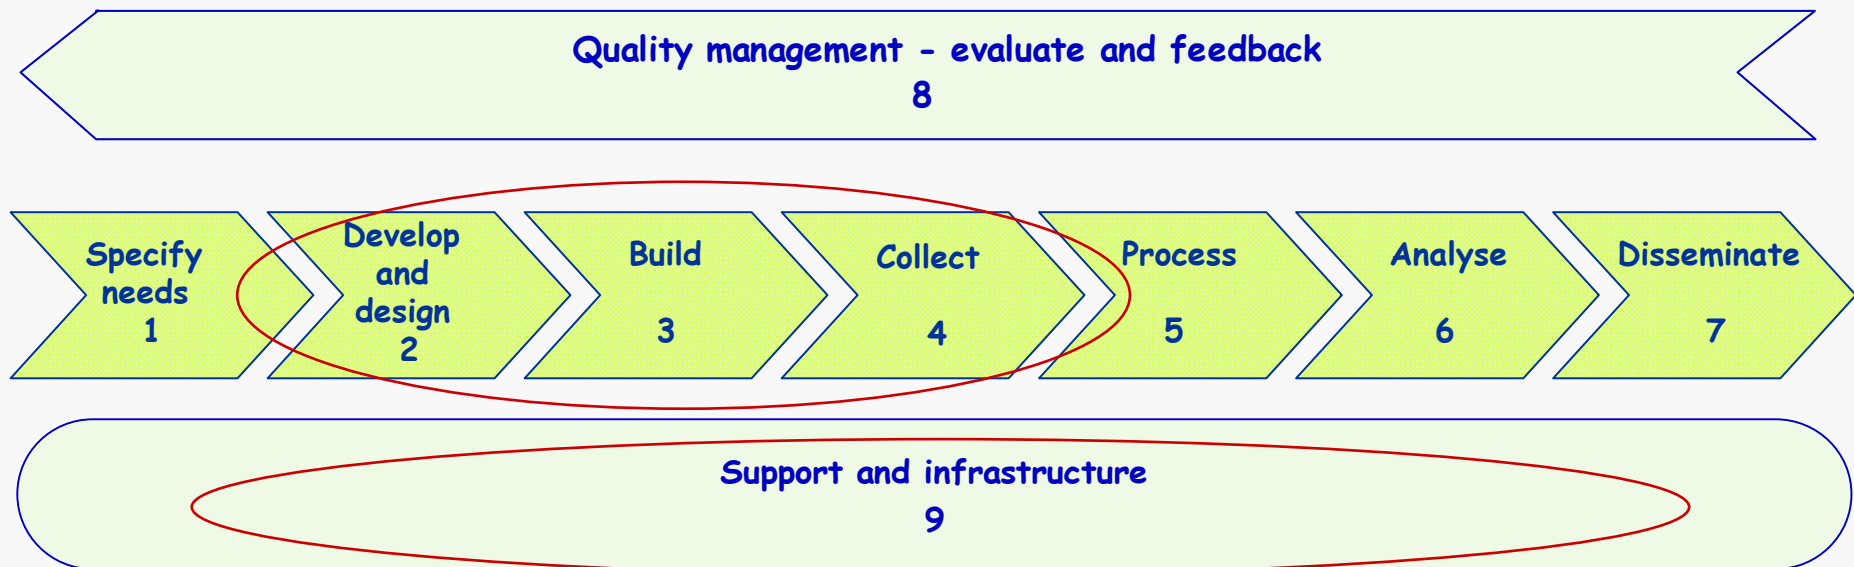 Quality management - evaluate and feedback
8
Specify
needs
1
Develop
and
design
2
Build
3
Collect
4
Process
5
Analyse
6
Disseminate
7
Support and infrastructure
9